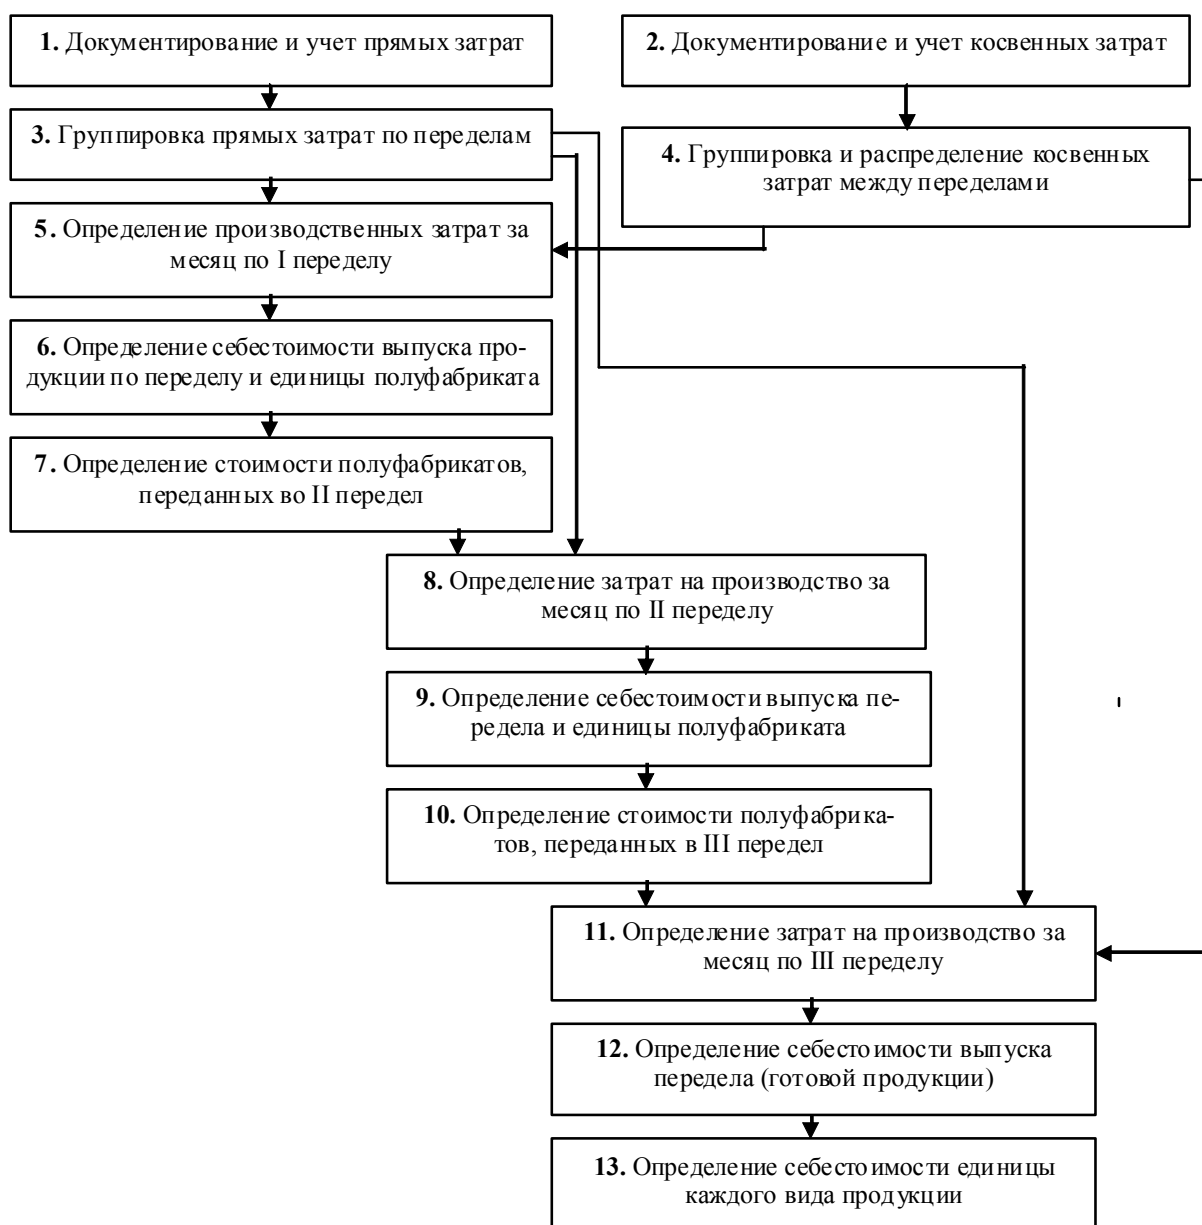 1. Документирование и учет прямых затрат
2. Документирование и учет косвенных затрат
3. Группировка прямых затрат по переделам
4. Группировка и распределение косвенных
затрат между переделами
5. Определение производственных затрат за
месяц по I переделу
6. Определение себестоимости выпуска про-
дукции по переделу и единицы полуфабриката
7. Определение стоимости полуфабрикатов,
переданных во II передел
8. Определение затрат на производство за
месяц по II переделу
9. Определение себестоимости выпуска пе-
редела и единицы полуфабриката
10. Определение стоимости полуфабрика-
тов, переданных в III передел
11. Определение затрат на производство за
месяц по III переделу
12. Определение себестоимости выпуска
передела (готовой продукции)
13. Определение себестоимости единицы
каждого вида продукции